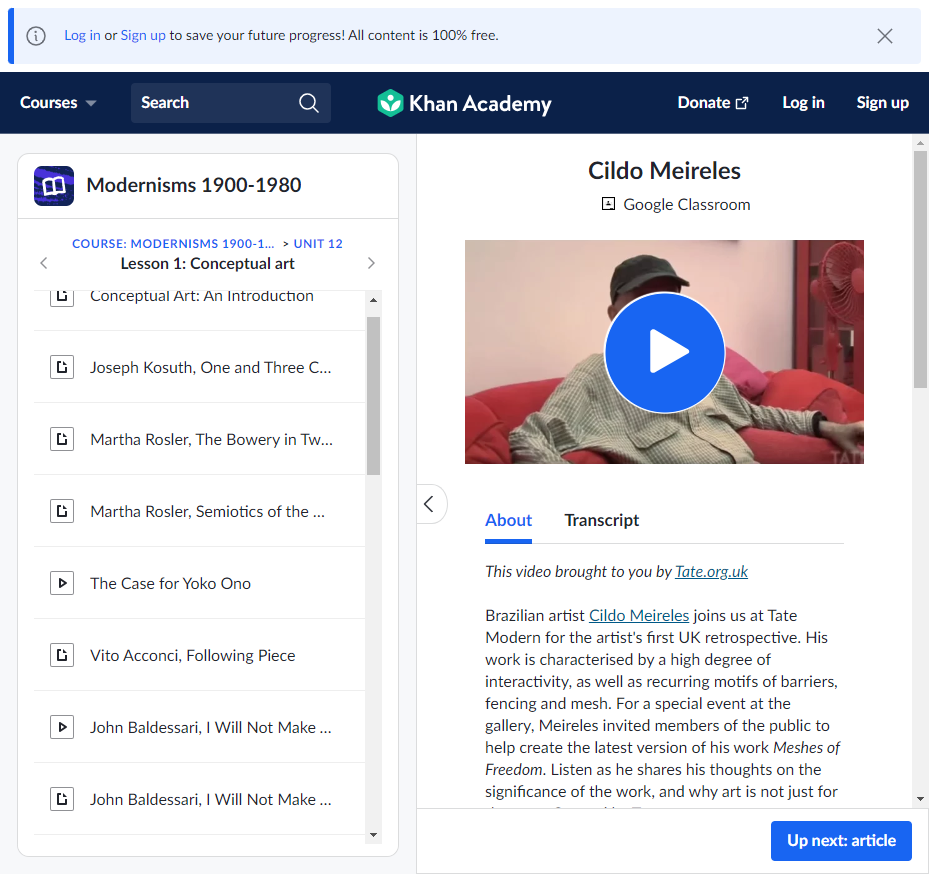 Log in or Sign up to save your future progress! All content is 100% free.
Courses
Search
Khan Academy
Donate
Log in
Sign up
Modernisms 1900-1980
COURSE: MODERNISMS 1900-1... > UNIT 12
Lesson 1: Conceptual art
Conceptual Art: An Introduction
Joseph Kosuth, One and Three C...
Martha Rosler, The Bowery in Tw...
Martha Rosler, Semiotics of the ...
The Case for Yoko Ono
Vito Acconci, Following Piece
John Baldessari, I Will Not Make ...
John Baldessari, I Will Not Make ...
Cildo Meireles
Google Classroom
TATE
About
Transcript
This video brought to you by Tate.org.uk
Brazilian artist Cildo Meireles joins us at Tate
Modern for the artist's first UK retrospective. His
work is characterised by a high degree of
interactivity, as well as recurring motifs of barriers,
fencing and mesh. For a special event at the
gallery, Meireles invited members of the public to
help create the latest version of his work Meshes of
Freedom. Listen as he shares his thoughts on the
significance of the work, and why art is not just for
Up next: article